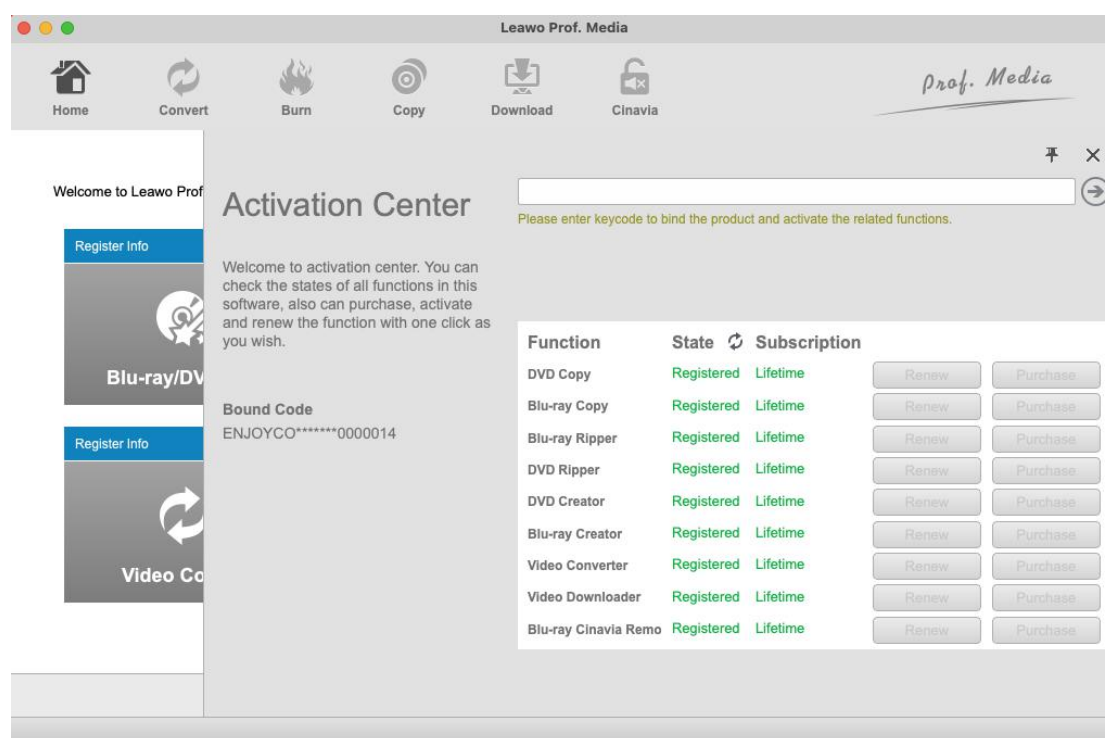 Leawo Prof. Media
Home Convert Burn Copy Download Cinavia
Prof. Media
Welcome to Leawo Prof
Register Info
Blu-ray/DV
Register Info
Video Co
Activation Center
Welcome to activation center. You can
check the states of all functions in this
software, also can purchase, activate
and renew the function with one click as
you wish.
Bound Code
ENJOYCO*******0000014
Please enter keycode to bind the product and activate the related functions.
Function State Subscription
DVD Copy Registered Lifetime Renew Purchase
Blu-ray Copy Registered Lifetime Renew Purchase
Blu-ray Ripper Registered Lifetime Renew Purchase
DVD Ripper Registered Lifetime Renew Purchase
DVD Creator Registered Lifetime Renew Purchase
Blu-ray Creator Registered Lifetime Renew Purchase
Video Converter Registered Lifetime Renew Purchase
Video Downloader Registered Lifetime Renew Purchase
Blu-ray Cinavia Remo Registered Lifetime Renew Purchase